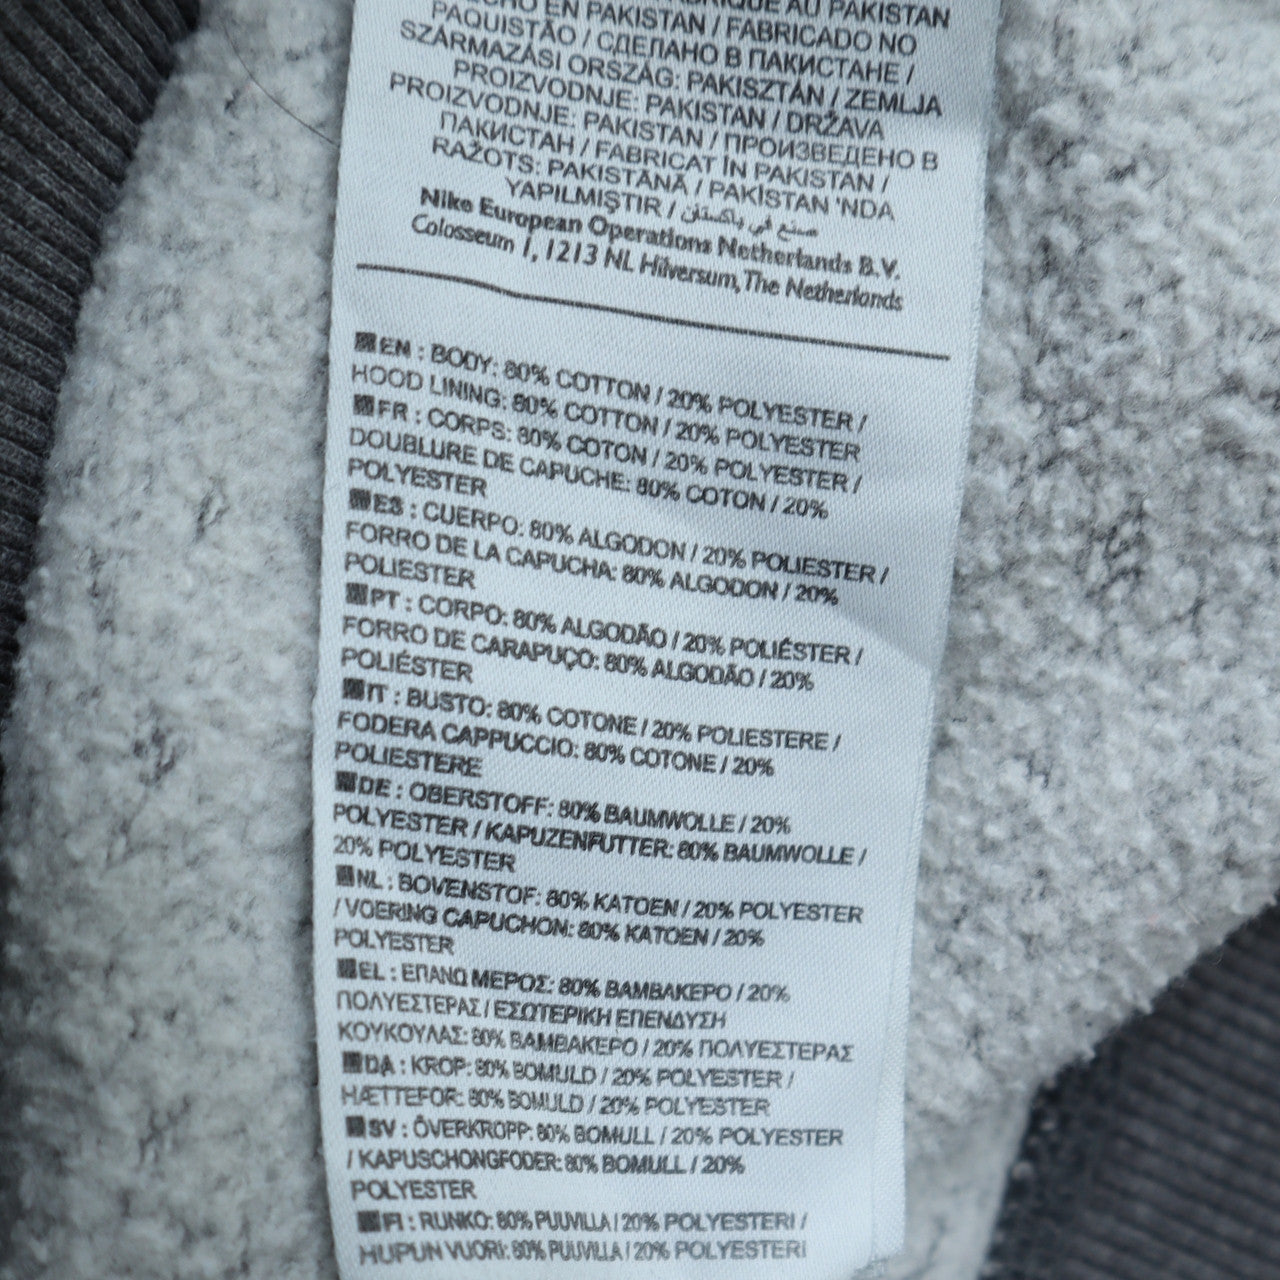 FABRIQUÉ AU PAKISTAN
HECHO EN PAKISTAN / FABRICADO NO
PAQUISTÃO / СДЕЛАНО В ПАКИСТАНЕ /
SZÁRMAZÁSI ORSZÁG: PAKISZTÁN / ZEMLJA
PROIZVODNJE: PAKISTAN / DRŽAVA
PROIZVODNJE: PAKISTAN / ПРОИЗВЕДЕНО В
ПАКИСТАН / FABRICAT ÎN PAKISTAN /
RAŽOTS: PAKISTĀNĀ / PAKİSTAN 'NDA
YAPILMIŞTIR / صنع في باكستان
Nike European Operations Netherlands B.V.
Colosseum 1, 1213 NL Hilversum, The Netherlands
EN : BODY: 80% COTTON / 20% POLYESTER /
HOOD LINING: 80% COTTON / 20% POLYESTER
FR : CORPS: 80% COTON / 20% POLYESTER /
DOUBLURE DE CAPUCHE: 80% COTON / 20%
POLYESTER
ES : CUERPO: 80% ALGODON / 20% POLIESTER /
FORRO DE LA CAPUCHA: 80% ALGODON / 20%
POLIESTER
PT : CORPO: 80% ALGODÃO / 20% POLIÉSTER /
FORRO DE CARAPUÇO: 80% ALGODÃO / 20%
POLIÉSTER
IT : BUSTO: 80% COTONE / 20% POLIESTERE /
FODERA CAPPUCCIO: 80% COTONE / 20%
POLIESTERE
DE : OBERSTOFF: 80% BAUMWOLLE / 20%
POLYESTER / KAPUZENFUTTER: 80% BAUMWOLLE /
20% POLYESTER
NL : BOVENSTOF: 80% KATOEN / 20% POLYESTER
/ VOERING CAPUCHON: 80% KATOEN / 20%
POLYESTER
EL : ΕΠΑΝΩ ΜΕΡΟΣ: 80% ΒΑΜΒΑΚΕΡΟ / 20%
ΠΟΛΥΕΣΤΕΡΑΣ / ΕΣΩΤΕΡΙΚΗ ΕΠΕΝΔΥΣΗ
ΚΟΥΚΟΥΛΑΣ: 80% ΒΑΜΒΑΚΕΡΟ / 20% ΠΟΛΥΕΣΤΕΡΑΣ
DA : KROP: 80% BOMULD / 20% POLYESTER /
HÆTTEFOR: 80% BOMULD / 20% POLYESTER
SV : ÖVERKROPP: 80% BOMULL / 20% POLYESTER
/ KAPUSCHONGFODER: 80% BOMULL / 20%
POLYESTER
FI : RUNKO: 80% PUUVILLA / 20% POLYESTERI /
HUPUN VUORI: 80% PUUVILLA / 20% POLYESTERI